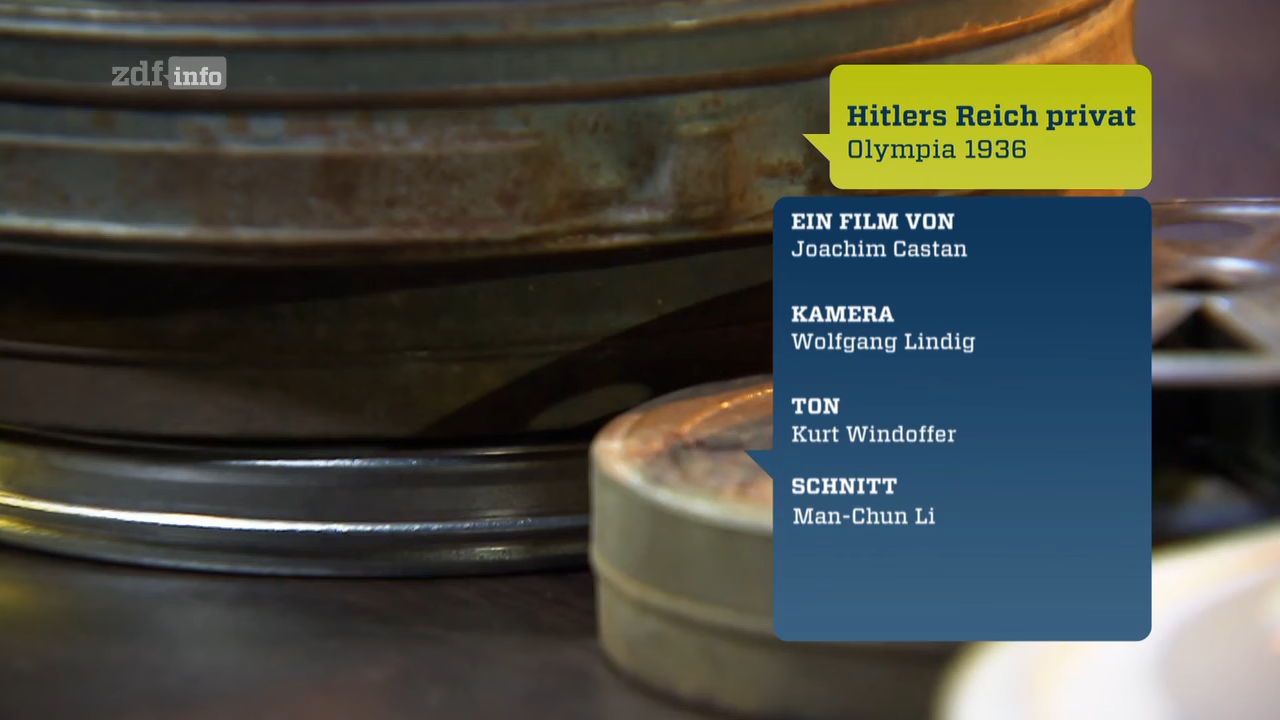 zdf info
Hitlers Reich privat
Olympia 1936
EIN FILM VON
Joachim Castan
KAMERA
Wolfgang Lindig
TON
Kurt Windoffer
SCHNITT
Man-Chun Li